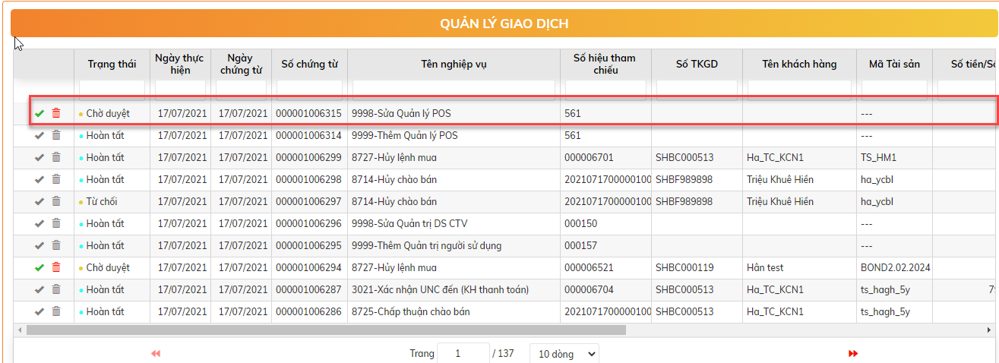 QUẢN LÝ GIAO DỊCH
Trạng thái Ngày thực hiện Ngày chứng từ Số chứng từ Tên nghiệp vụ Số hiệu tham chiếu Số TKGD Tên khách hàng Mã Tài sản Số tiền/Số
Chờ duyệt 17/07/2021 17/07/2021 000001006315 9998-Sửa Quản lý POS 561 ---
Hoàn tất 17/07/2021 17/07/2021 000001006314 9999-Thêm Quản lý POS 561 ---
Hoàn tất 17/07/2021 17/07/2021 000001006299 8727-Hủy lệnh mua 000006701 SHBC000513 Ha_TC_KCN1 TS_HM1
Hoàn tất 17/07/2021 17/07/2021 000001006298 8714-Hủy chào bán 2021071700000100 SHBF989898 Triệu Khuê Hiền ha_ycbl
Từ chối 17/07/2021 17/07/2021 000001006297 8714-Hủy chào bán 2021071700000100 SHBF989898 Triệu Khuê Hiền ha_ycbl
Hoàn tất 17/07/2021 17/07/2021 000001006296 9998-Sửa Quản trị DS CTV 000150 ---
Hoàn tất 17/07/2021 17/07/2021 000001006295 9999-Thêm Quản trị người sử dụng 000157 ---
Chờ duyệt 17/07/2021 17/07/2021 000001006294 8727-Hủy lệnh mua 000006521 SHBC000119 Hân test BOND2.02.2024
Hoàn tất 17/07/2021 17/07/2021 000001006287 3021-Xác nhận UNC đến (KH thanh toán) 000006704 SHBC000513 Ha_TC_KCN1 ts_hagh_5y
Hoàn tất 17/07/2021 17/07/2021 000001006286 8725-Chấp thuận chào bán 2021071700000100 SHBC000513 Ha_TC_KCN1 ts_hagh_5y
Trang 1 / 137 10 dòng